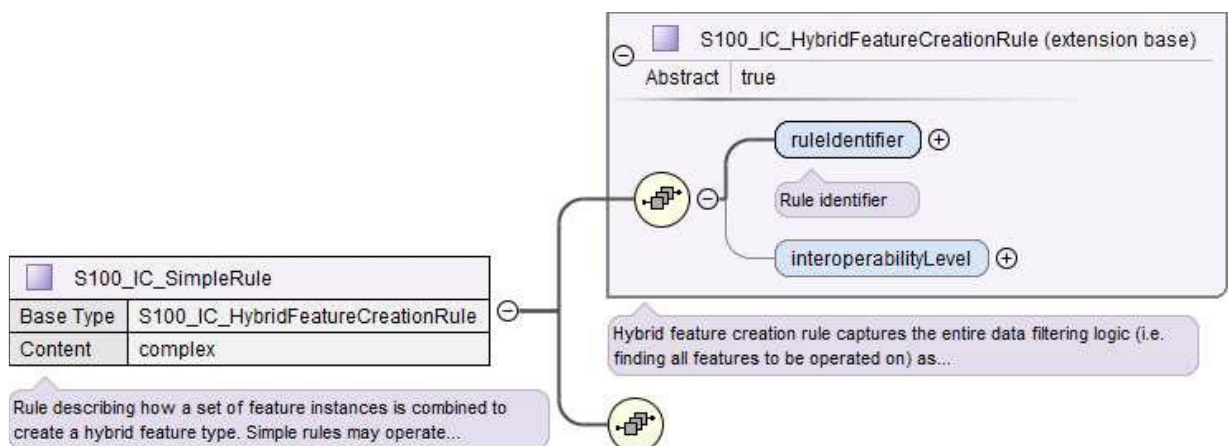 S100_IC_HybridFeatureCreationRule (extension base)
Abstract true
ruleIdentifier
Rule identifier
interoperabilityLevel
S100_IC_SimpleRule
Base Type S100_IC_HybridFeatureCreationRule
Content complex
Hybrid feature creation rule captures the entire data filtering logic (i.e.
finding all features to be operated on) as...
Rule describing how a set of feature instances is combined to
create a hybrid feature type. Simple rules may operate...